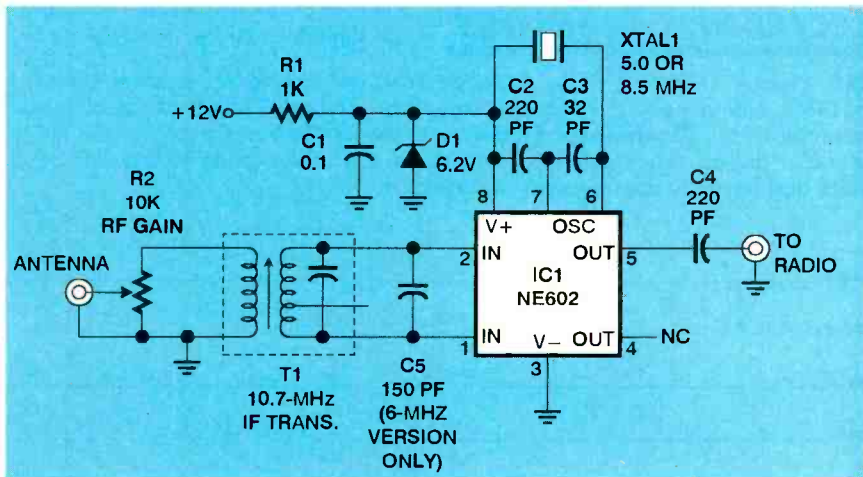 XTAL1
5.0 OR
8.5 MHz
R1
1K
+12V
C1
0.1
D1
6.2V
C2
220
PF
C3
32
PF
8
7
6
V+
OSC
C4
220
PF
R2
10K
RF GAIN
ANTENNA
2
IN
OUT
5
TO
RADIO
IC1
NE602
1
IN
V–
OUT
4
NC
3
T1
10.7-MHz
IF TRANS.
C5
150 PF
(6-MHZ
VERSION
ONLY)